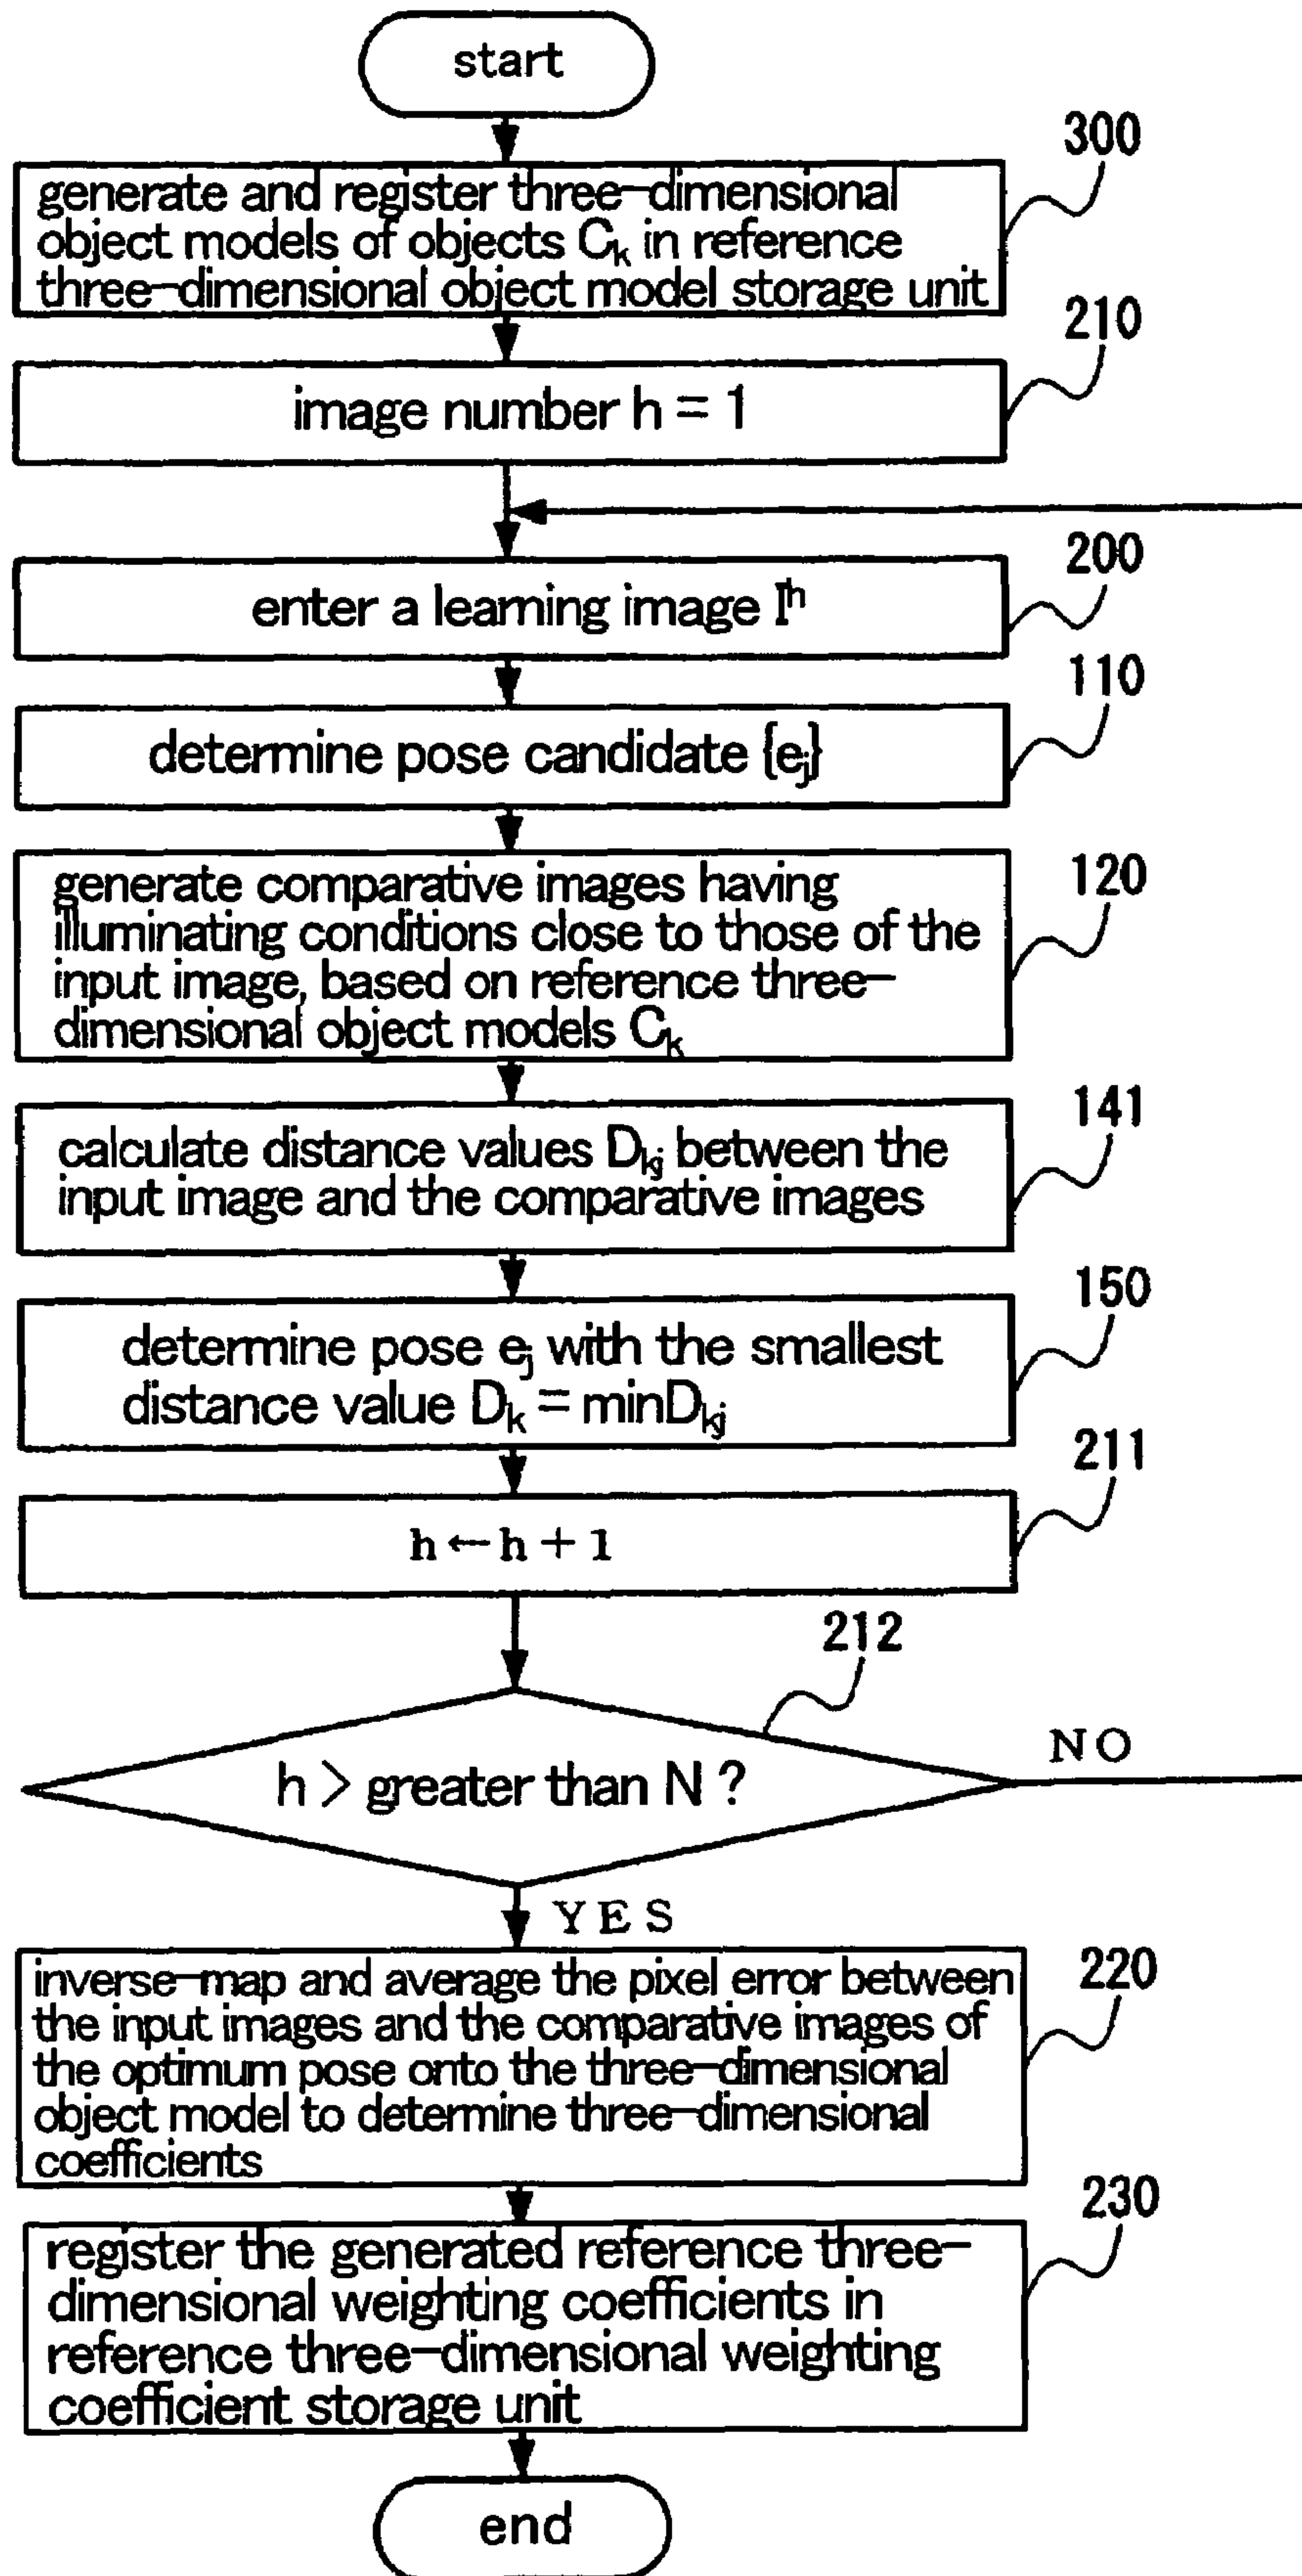 start
300
generate and register three-dimensional
object models of objects Ck in reference
three-dimensional object model storage unit
210
image number h = 1
200
enter a learning image I^h
110
determine pose candidate {ej}
120
generate comparative images having
illuminating conditions close to those of the
input image, based on reference three-
dimensional object models Ck
141
calculate distance values Dkj between the
input image and the comparative images
150
determine pose ej with the smallest
distance value Dk = minDkj
211
h ← h + 1
212
h > greater than N ?
NO
YES
220
inverse-map and average the pixel error between
the input images and the comparative images of
the optimum pose onto the three-dimensional
object model to determine three-dimensional
coefficients
230
register the generated reference three-
dimensional weighting coefficients in
reference three-dimensional weighting
coefficient storage unit
end